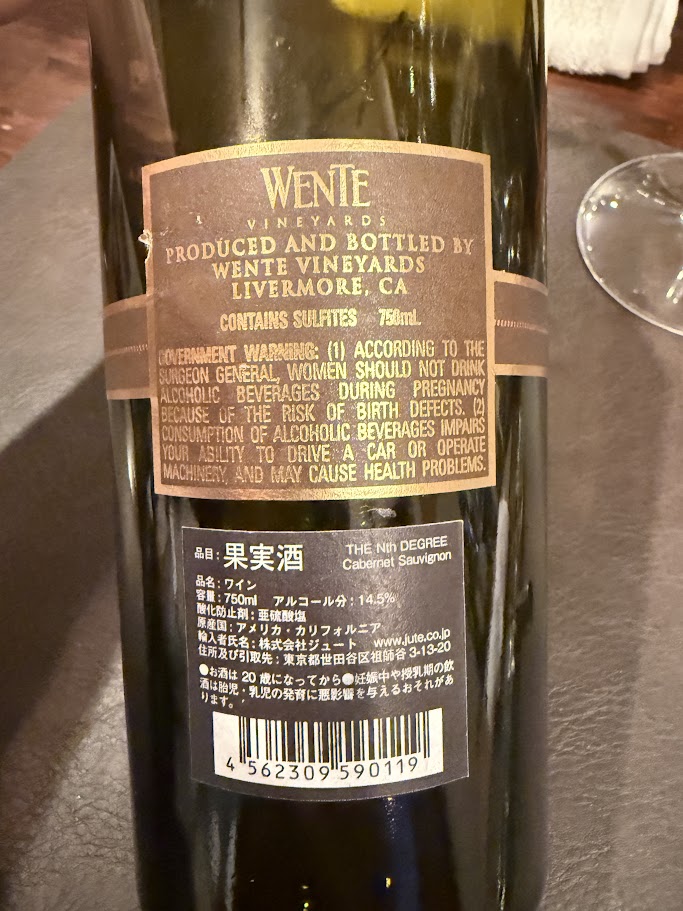 WENTE
VINEYARDS
PRODUCED AND BOTTLED BY
WENTE VINEYARDS
LIVERMORE, CA
CONTAINS SULFITES 750mL
GOVERNMENT WARNING: (1) ACCORDING TO THE
SURGEON GENERAL, WOMEN SHOULD NOT DRINK
ALCOHOLIC BEVERAGES DURING PREGNANCY
BECAUSE OF THE RISK OF BIRTH DEFECTS. (2)
CONSUMPTION OF ALCOHOLIC BEVERAGES IMPAIRS
YOUR ABILITY TO DRIVE A CAR OR OPERATE
MACHINERY, AND MAY CAUSE HEALTH PROBLEMS.
品目:果実酒
THE Nth DEGREE
Cabernet Sauvignon
品名:ワイン
容量:750ml アルコール分:14.5%
酸化防止剤:亜硫酸塩
原産国:アメリカ・カリフォルニア
輸入者氏名:株式会社ジュート www.jute.co.jp
住所及び引取先:東京都世田谷区祖師谷 3-13-20
●お酒は 20 歳になってから●妊娠中や授乳期の飲
酒は胎児・乳児の発育に悪影響を与えるおそれがあ
ります。
4 562309 590119